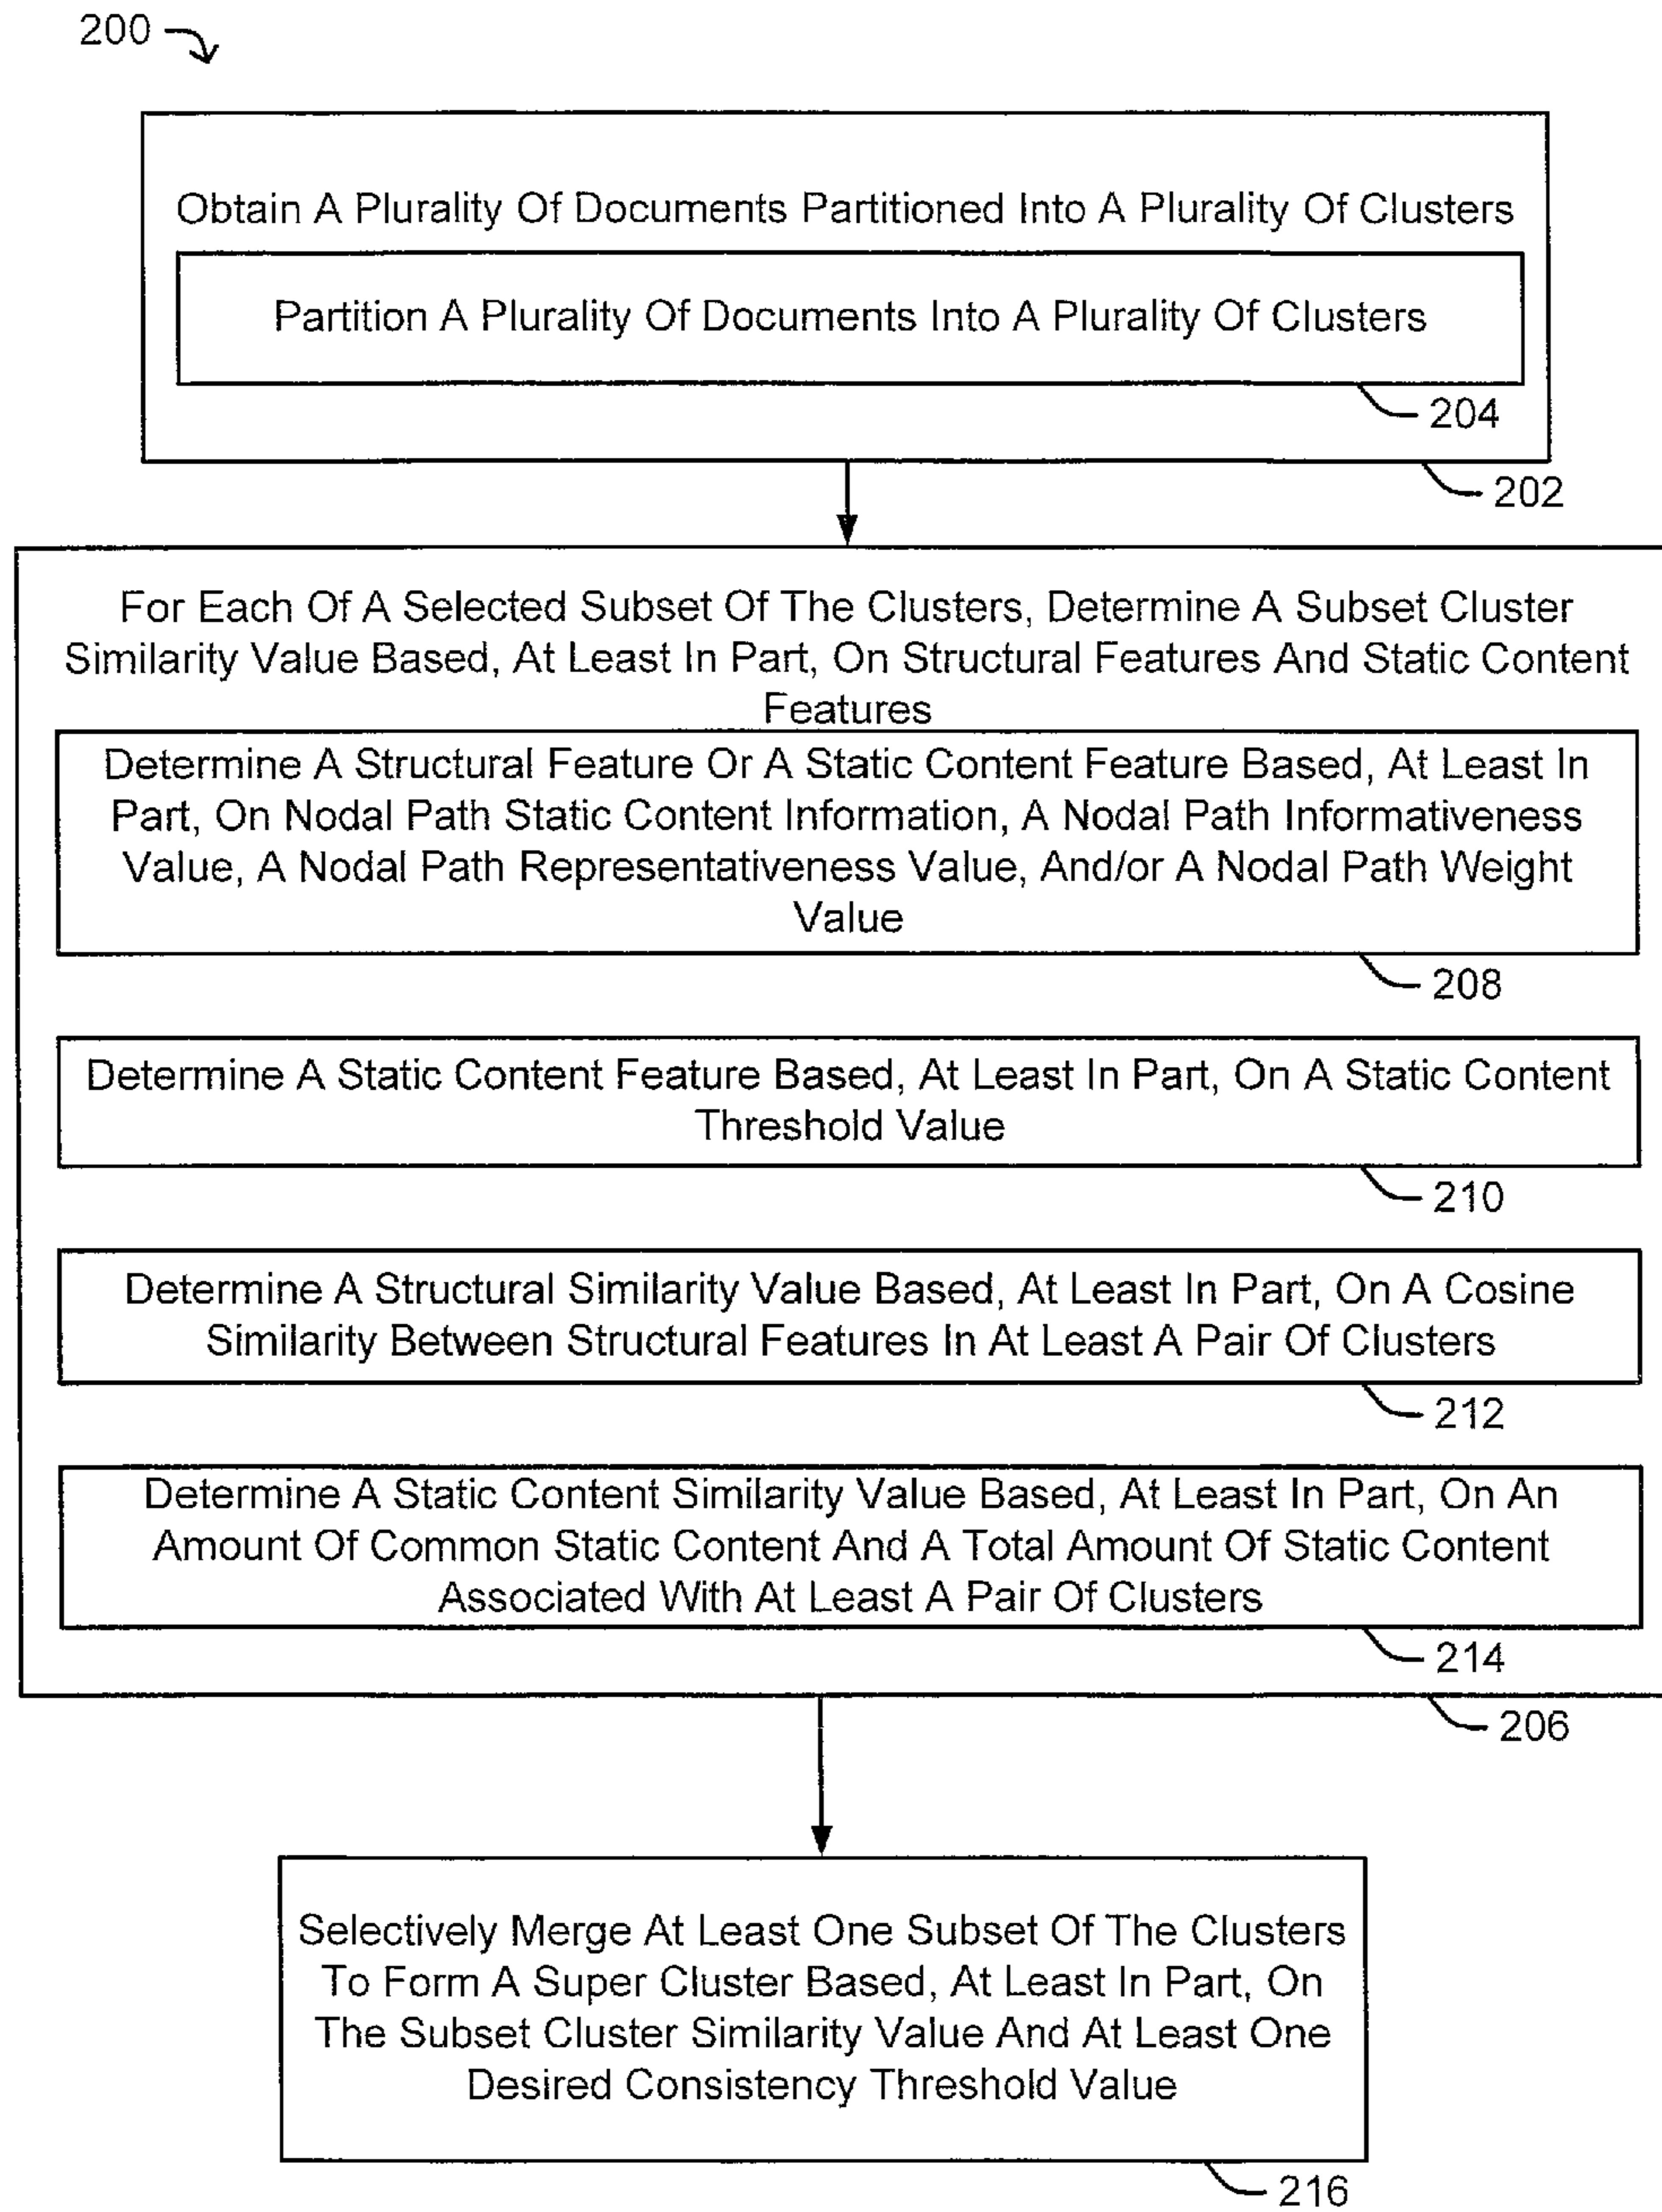 200
Obtain A Plurality Of Documents Partitioned Into A Plurality Of Clusters
Partition A Plurality Of Documents Into A Plurality Of Clusters
204
202
For Each Of A Selected Subset Of The Clusters, Determine A Subset Cluster
Similarity Value Based, At Least In Part, On Structural Features And Static Content
Features
Determine A Structural Feature Or A Static Content Feature Based, At Least In
Part, On Nodal Path Static Content Information, A Nodal Path Informativeness
Value, A Nodal Path Representativeness Value, And/or A Nodal Path Weight
Value
208
Determine A Static Content Feature Based, At Least In Part, On A Static Content
Threshold Value
210
Determine A Structural Similarity Value Based, At Least In Part, On A Cosine
Similarity Between Structural Features In At Least A Pair Of Clusters
212
Determine A Static Content Similarity Value Based, At Least In Part, On An
Amount Of Common Static Content And A Total Amount Of Static Content
Associated With At Least A Pair Of Clusters
214
206
Selectively Merge At Least One Subset Of The Clusters
To Form A Super Cluster Based, At Least In Part, On
The Subset Cluster Similarity Value And At Least One
Desired Consistency Threshold Value
216